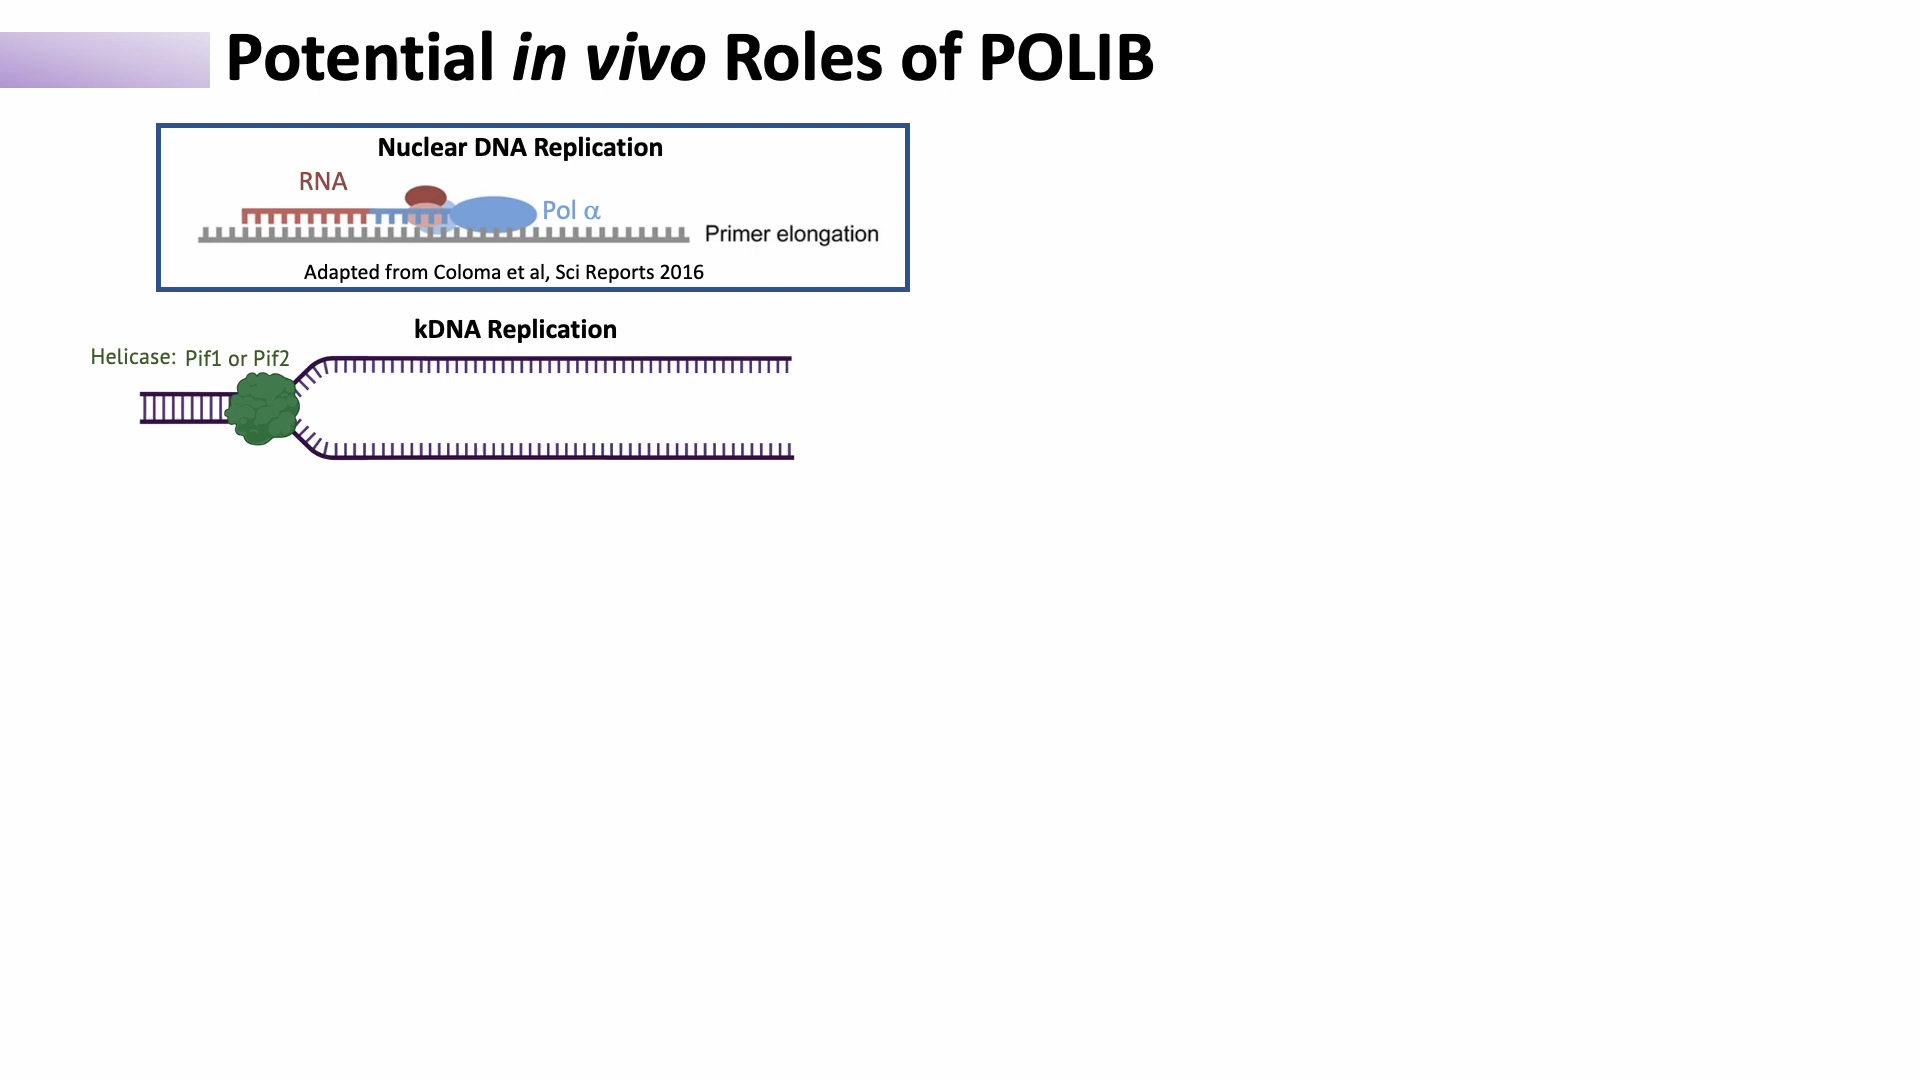 Potential in vivo Roles of POLIB
Nuclear DNA Replication
RNA
Pol α
Primer elongation
Adapted from Coloma et al, Sci Reports 2016
kDNA Replication
Helicase: Pif1 or Pif2